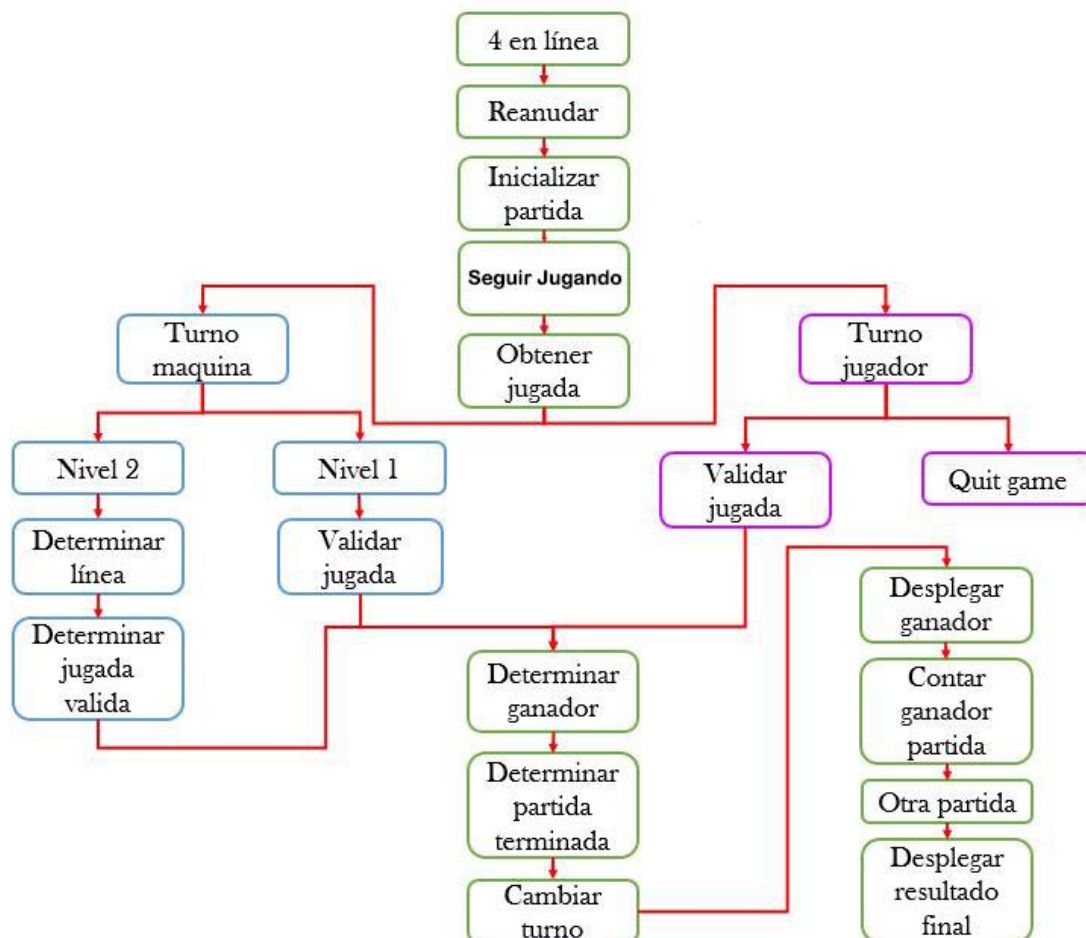 4 en línea
Reanudar
Inicializar
partida
Seguir Jugando
Obtener
jugada
Turno
maquina
Turno
jugador
Nivel 2
Nivel 1
Validar
jugada
Quit game
Determinar
línea
Validar
jugada
Determinar
jugada
valida
Determinar
ganador
Determinar
partida
terminada
Cambiar
turno
Desplegar
ganador
Contar
ganador
partida
Otra partida
Desplegar
resultado
final